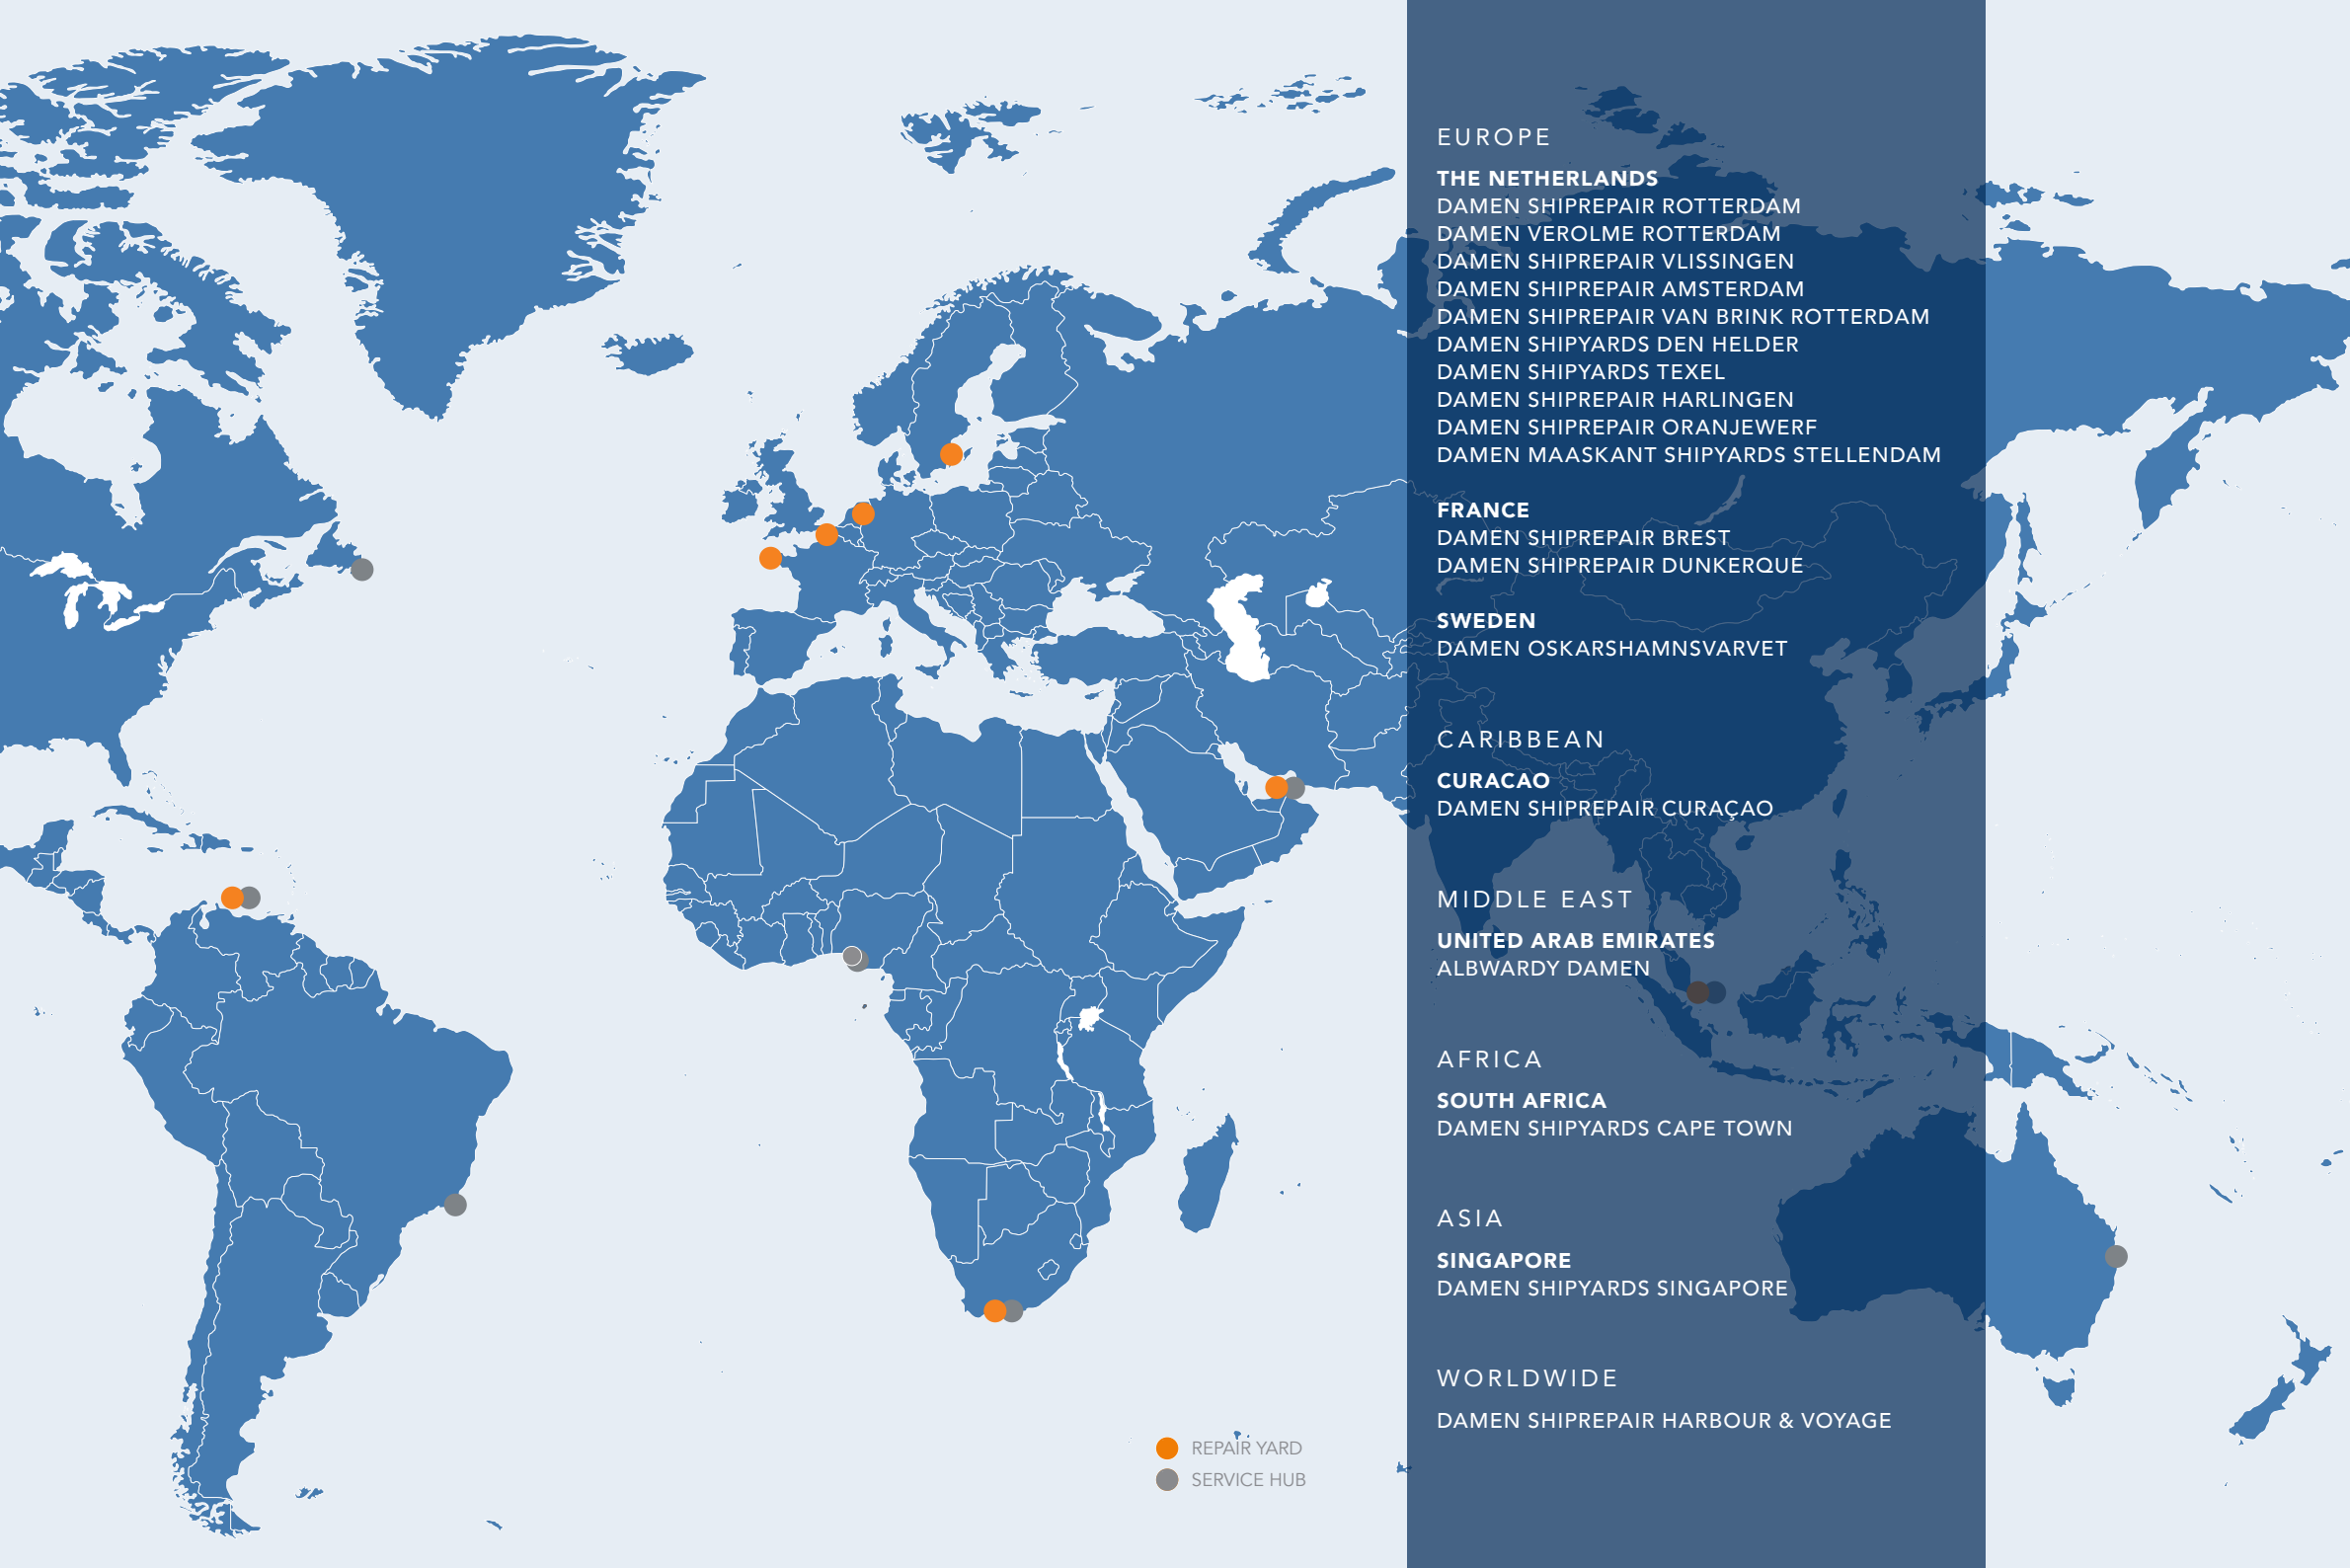 EUROPE
THE NETHERLANDS
DAMEN SHIPREPAIR ROTTERDAM
DAMEN VEROLME ROTTERDAM
DAMEN SHIPREPAIR VLISSINGEN
DAMEN SHIPREPAIR AMSTERDAM
DAMEN SHIPREPAIR VAN BRINK ROTTERDAM
DAMEN SHIPYARDS DEN HELDER
DAMEN SHIPYARDS TEXEL
DAMEN SHIPREPAIR HARLINGEN
DAMEN SHIPREPAIR ORANJEWERF
DAMEN MAASKANT SHIPYARDS STELLENDAM
FRANCE
DAMEN SHIPREPAIR BREST
DAMEN SHIPREPAIR DUNKERQUE
SWEDEN
DAMEN OSKARSHAMNSVARVET
CARIBBEAN
CURACAO
DAMEN SHIPREPAIR CURAÇAO
MIDDLE EAST
UNITED ARAB EMIRATES
ALBWARDY DAMEN
AFRICA
SOUTH AFRICA
DAMEN SHIPYARDS CAPE TOWN
ASIA
SINGAPORE
DAMEN SHIPYARDS SINGAPORE
WORLDWIDE
DAMEN SHIPREPAIR HARBOUR & VOYAGE
REPAIR YARD
SERVICE HUB